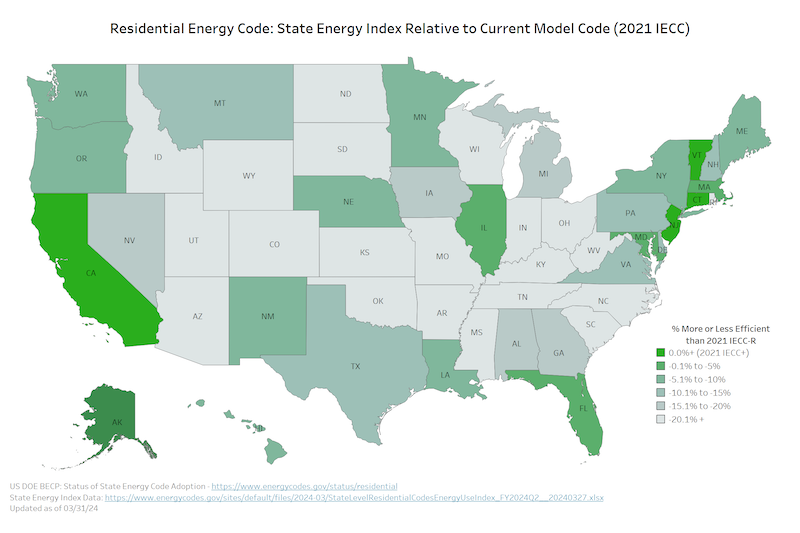 Residential Energy Code: State Energy Index Relative to Current Model Code (2021 IECC)
WA
MT
ND
MN
ME
OR
ID
SD
WI
VT
NH
NY
MA
WY
MI
CT
RI
IA
NE
PA
NJ
NV
IL
IN
OH
MD
DE
UT
CO
WV
VA
CA
KS
MO
KY
OK
TN
NC
AZ
NM
AR
SC
MS
AL
GA
TX
LA
FL
AK
HI
% More or Less Efficient
than 2021 IECC-R
0.0%+ (2021 IECC+)
-0.1% to -5%
-5.1% to -10%
-10.1% to -15%
-15.1% to -20%
-20.1% +
US DOE BECP: Status of State Energy Code Adoption - https://www.energycodes.gov/status/residential
State Energy Index Data: https://www.energycodes.gov/sites/default/files/2024-03/StateLevelResidentialCodesEnergyUseIndex_FY2024Q2__20240327.xlsx
Updated as of 03/31/24